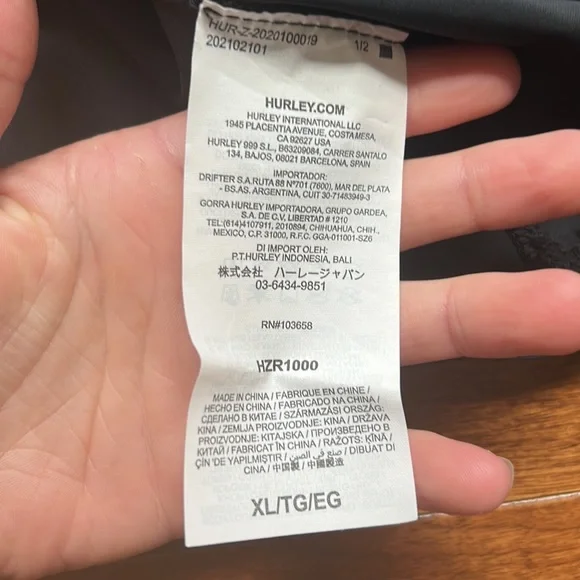 HUR-Z-2020100019
202102101 1/2
HURLEY.COM
HURLEY INTERNATIONAL LLC
1945 PLACENTIA AVENUE, COSTA MESA,
CA 92627 USA
HURLEY 999 S.L., B63209084, CARRER SANTALO
134, BAJOS, 08021 BARCELONA, SPAIN
IMPORTADOR:
DRIFTER S.A. RUTA 88 Nº701 (7600), MAR DEL PLATA
- BS.AS. ARGENTINA, CUIT 30-71483949-3
GORRA HURLEY IMPORTADORA, GRUPO GARDEA,
S.A. DE C.V, LIBERTAD # 1210
TEL:(614)4107911, 2010894, CHIHUAHUA, CHIH.,
MEXICO, C.P. 31000, R.F.C. GGA-011001-SZ6
DI IMPORT OLEH:
P.T.HURLEY INDONESIA, BALI
株式会社 ハーレージャパン
03-6434-9851
RN#103658
HZR1000
MADE IN CHINA / FABRIQUE EN CHINE /
HECHO EN CHINA / FABRICADO NA CHINA /
СДЕЛАНО В КИТАЕ / SZÁRMAZÁSI ORSZÁG:
KINA / ZEMLJA PROIZVODNJE: KINA / DRŽAVA
PROIZVODNJE: KITAJSKA / ПРОИЗВЕДЕНО В
КИТАЙ / FABRICAT ÎN CHINA / RAŽOTS: ĶĪNA /
ÇİN 'DE YAPILMIŞTIR / صنع في الصين / DIBUAT DI
CINA / 中国製 / 中國製造
XL/TG/EG